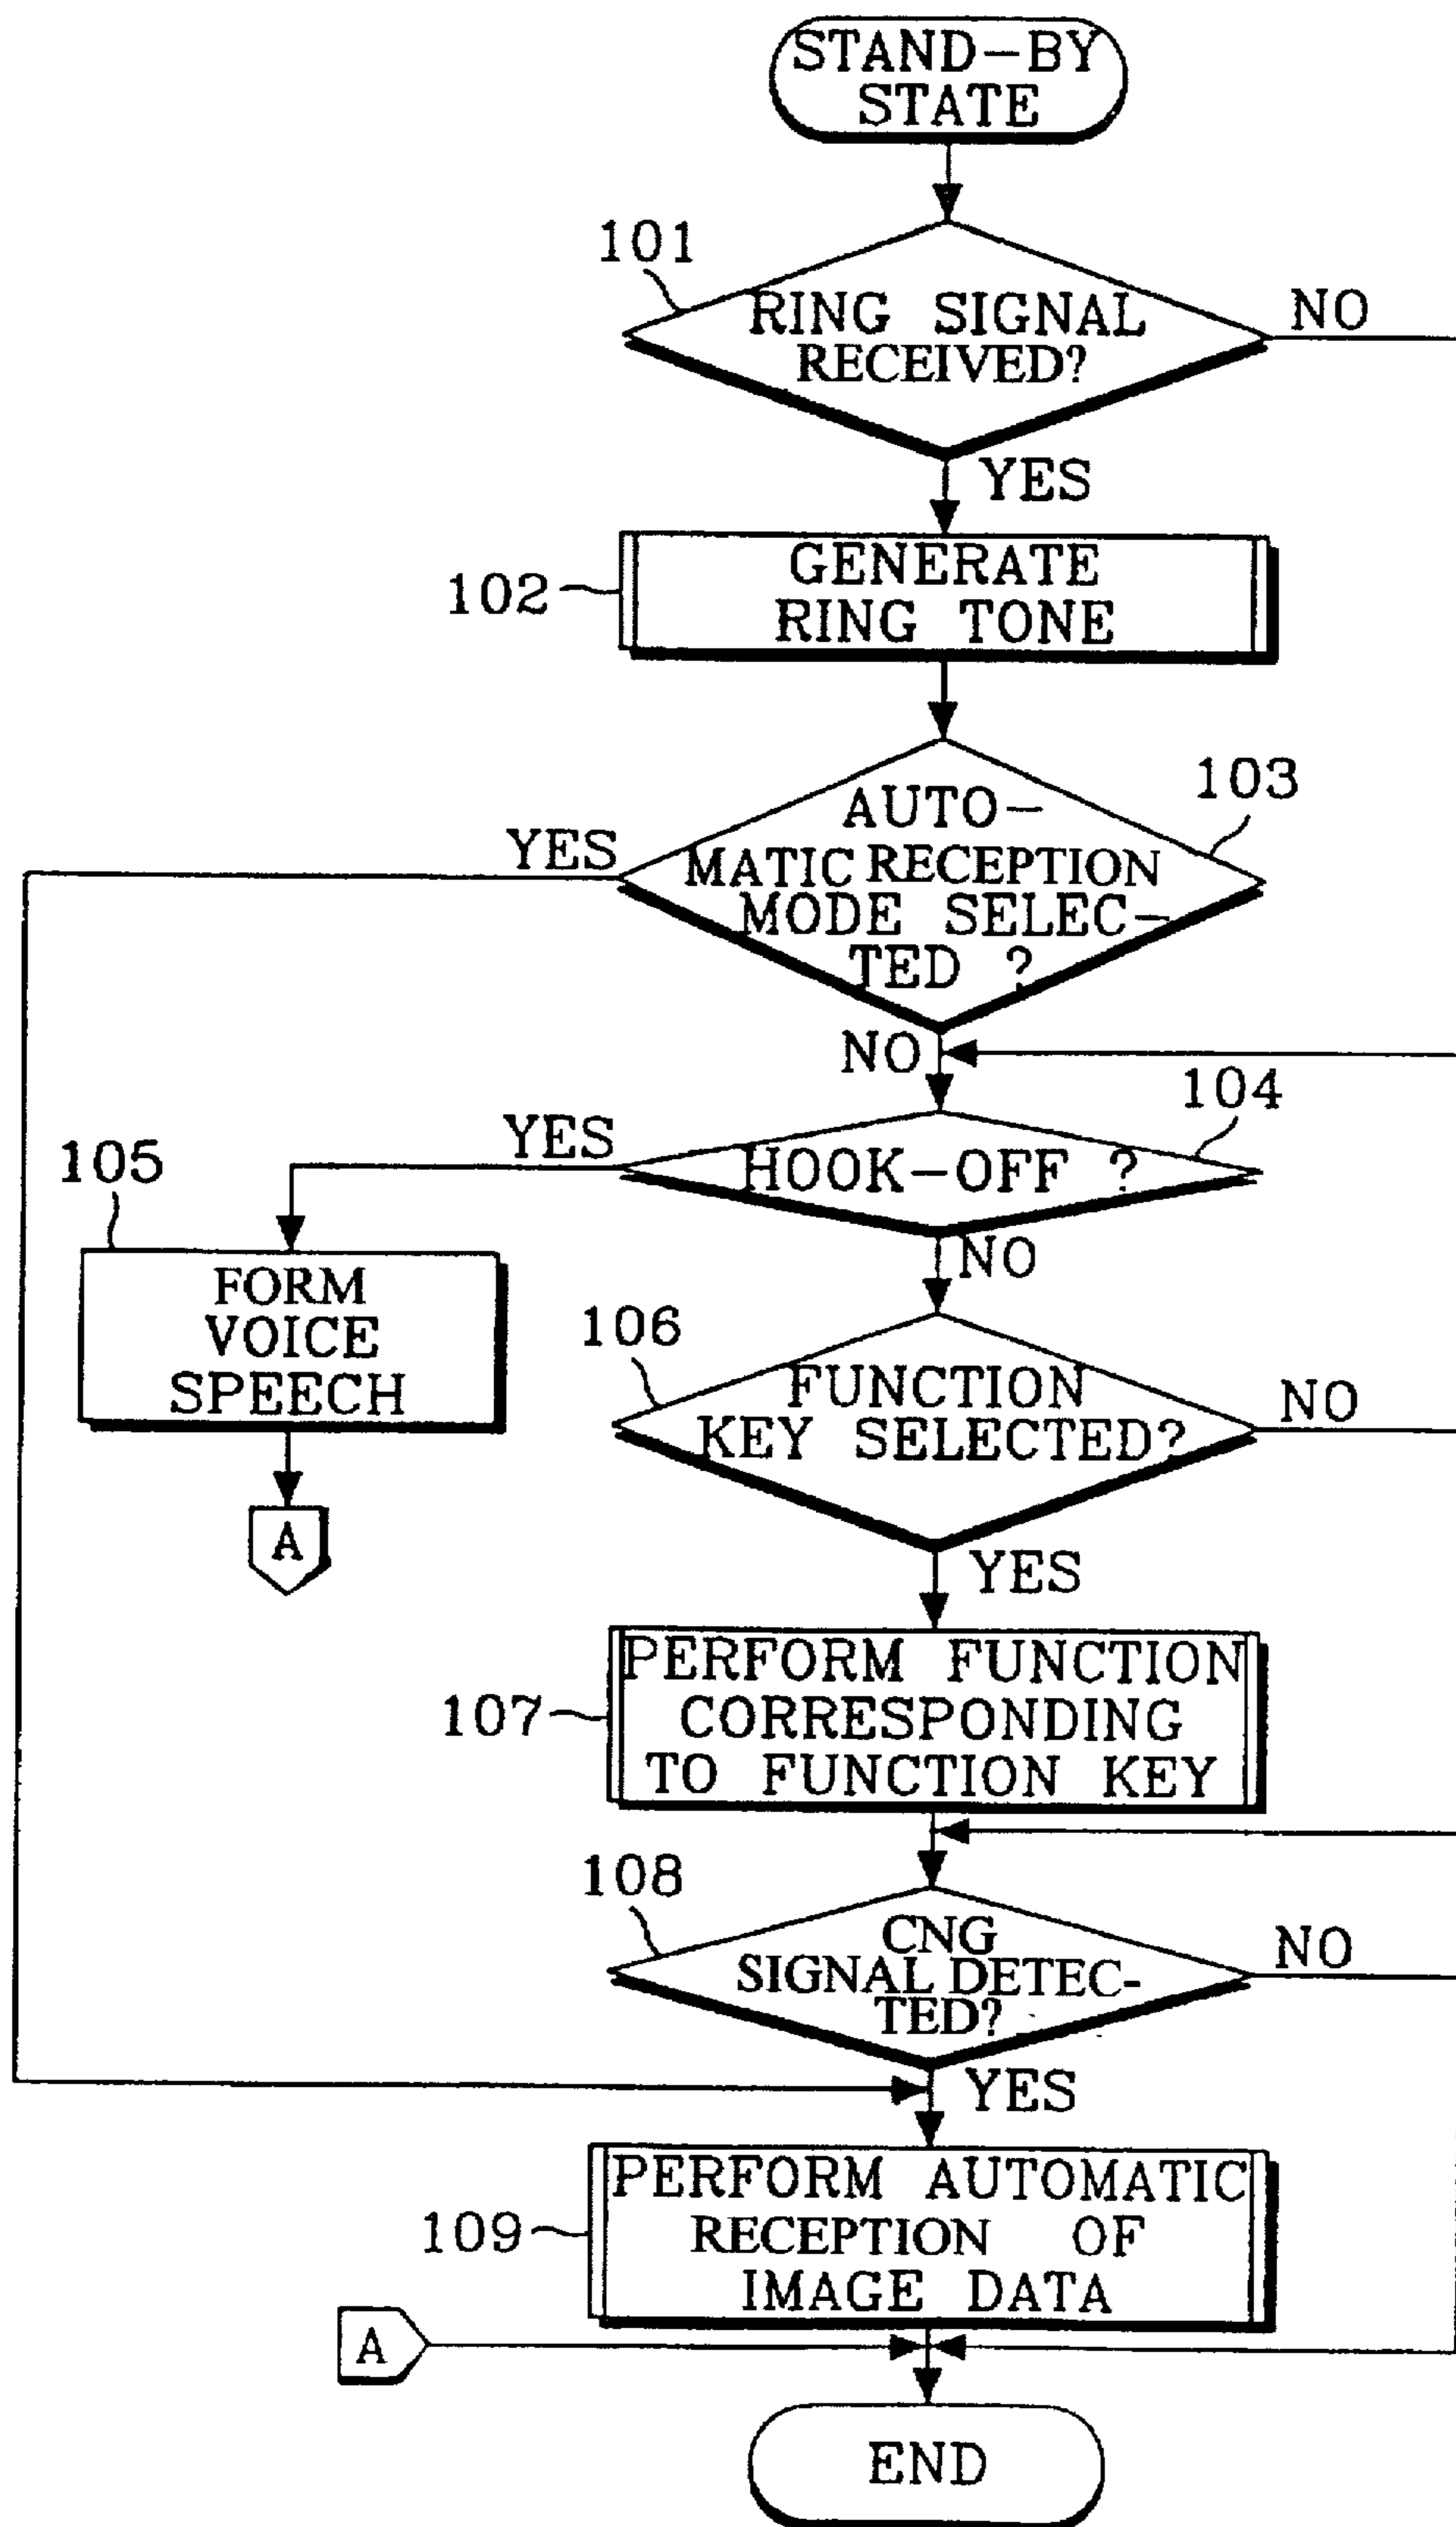 STAND-BY
STATE
101
RING SIGNAL
RECEIVED?
NO
YES
102
GENERATE
RING TONE
103
AUTO-
MATIC RECEPTION
MODE SELEC-
TED ?
YES
NO
104
HOOK-OFF ?
YES
NO
105
FORM
VOICE
SPEECH
A
106
FUNCTION
KEY SELECTED?
NO
YES
107
PERFORM FUNCTION
CORRESPONDING
TO FUNCTION KEY
108
CNG
SIGNAL DETEC-
TED?
NO
YES
109
PERFORM AUTOMATIC
RECEPTION OF
IMAGE DATA
A
END